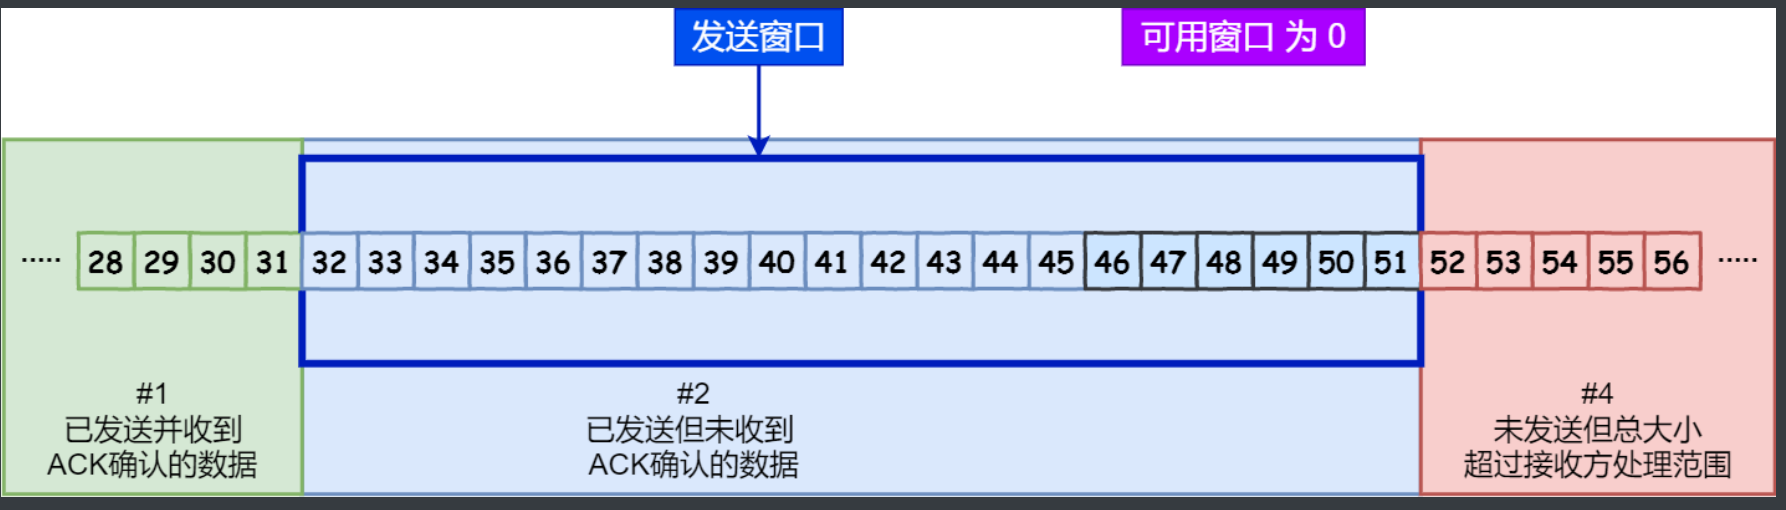 发送窗口
可用窗口 为 0
..... 28 29 30 31 32 33 34 35 36 37 38 39 40 41 42 43 44 45 46 47 48 49 50 51 52 53 54 55 56 .....
#1
已发送并收到
ACK确认的数据
#2
已发送但未收到
ACK确认的数据
#4
未发送但总大小
超过接收方处理范围